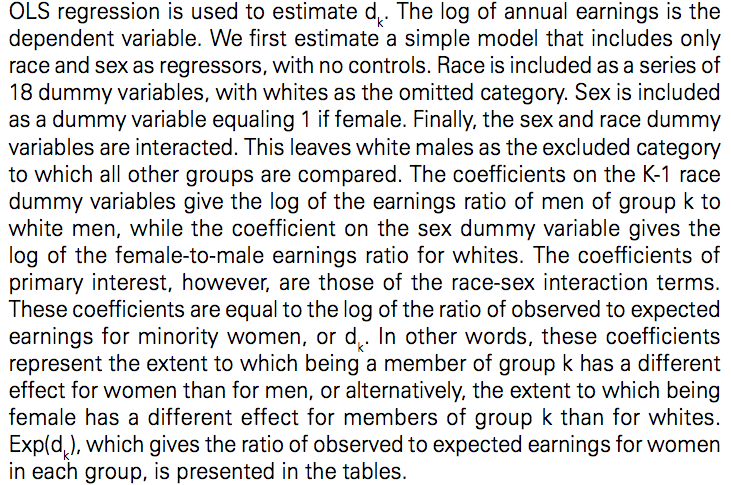 OLS regression is used to estimate dk. The log of annual earnings is the
dependent variable. We first estimate a simple model that includes only
race and sex as regressors, with no controls. Race is included as a series of
18 dummy variables, with whites as the omitted category. Sex is included
as a dummy variable equaling 1 if female. Finally, the sex and race dummy
variables are interacted. This leaves white males as the excluded category
to which all other groups are compared. The coefficients on the K-1 race
dummy variables give the log of the earnings ratio of men of group k to
white men, while the coefficient on the sex dummy variable gives the
log of the female-to-male earnings ratio for whites. The coefficients of
primary interest, however, are those of the race-sex interaction terms.
These coefficients are equal to the log of the ratio of observed to expected
earnings for minority women, or dk. In other words, these coefficients
represent the extent to which being a member of group k has a different
effect for women than for men, or alternatively, the extent to which being
female has a different effect for members of group k than for whites.
Exp(dk), which gives the ratio of observed to expected earnings for women
in each group, is presented in the tables.